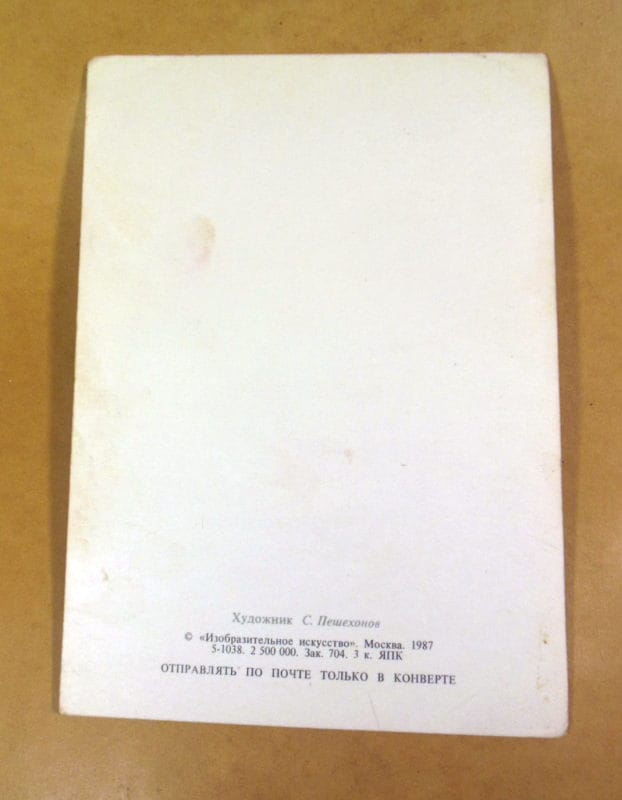 Художник С. Пешехонов
© «Изобразительное искусство». Москва. 1987
5-1038. 2 500 000. Зак. 704. 3 к. ЯПК
ОТПРАВЛЯТЬ ПО ПОЧТЕ ТОЛЬКО В КОНВЕРТЕ